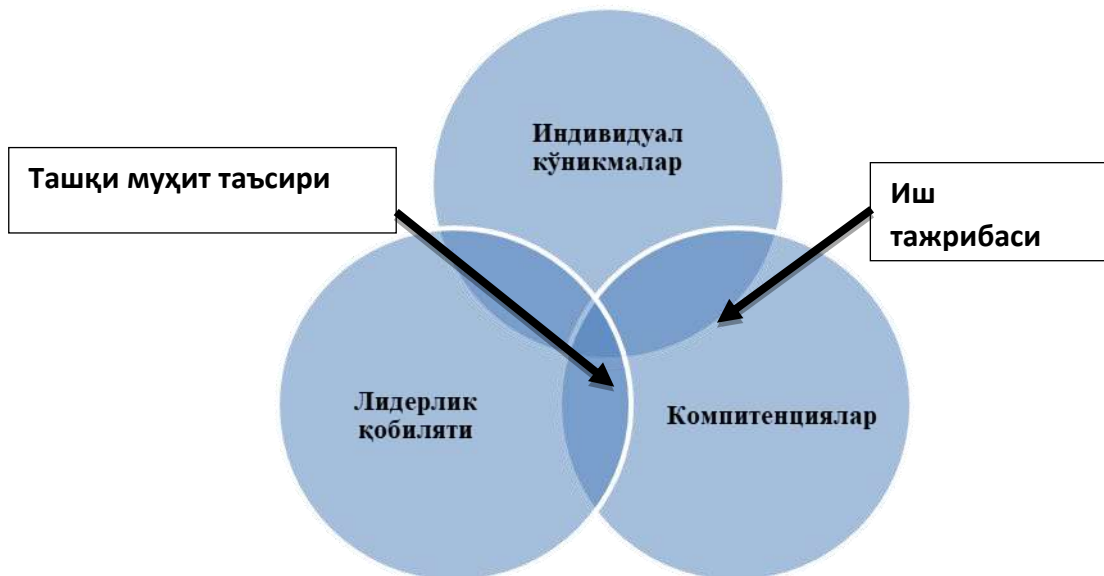 Индивидуал
кўникмалар
Ташқи муҳит таъсири
Иш
тажрибаси
Лидерлик
қобиляти
Компитенциялар